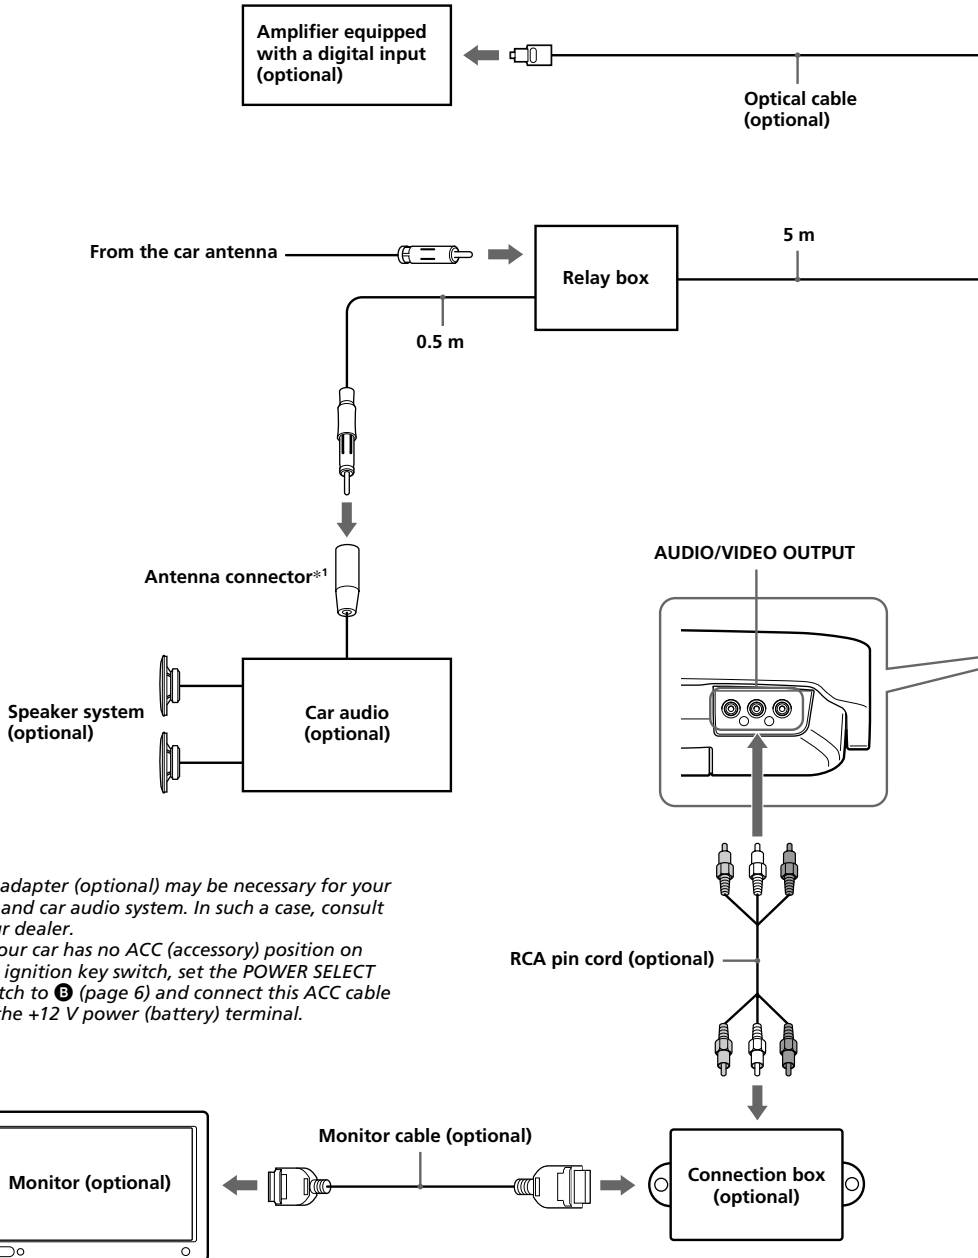 Amplifier equipped
with a digital input
(optional)
Optical cable
(optional)
From the car antenna
Relay box
5 m
0.5 m
Antenna connector*1
AUDIO/VIDEO OUTPUT
Speaker system
(optional)
Car audio
(optional)
adapter (optional) may be necessary for your
and car audio system. In such a case, consult
dealer.
our car has no ACC (accessory) position on
ignition key switch, set the POWER SELECT
tch to B (page 6) and connect this ACC cable
the +12 V power (battery) terminal.
RCA pin cord (optional)
Monitor cable (optional)
Monitor (optional)
Connection box
(optional)